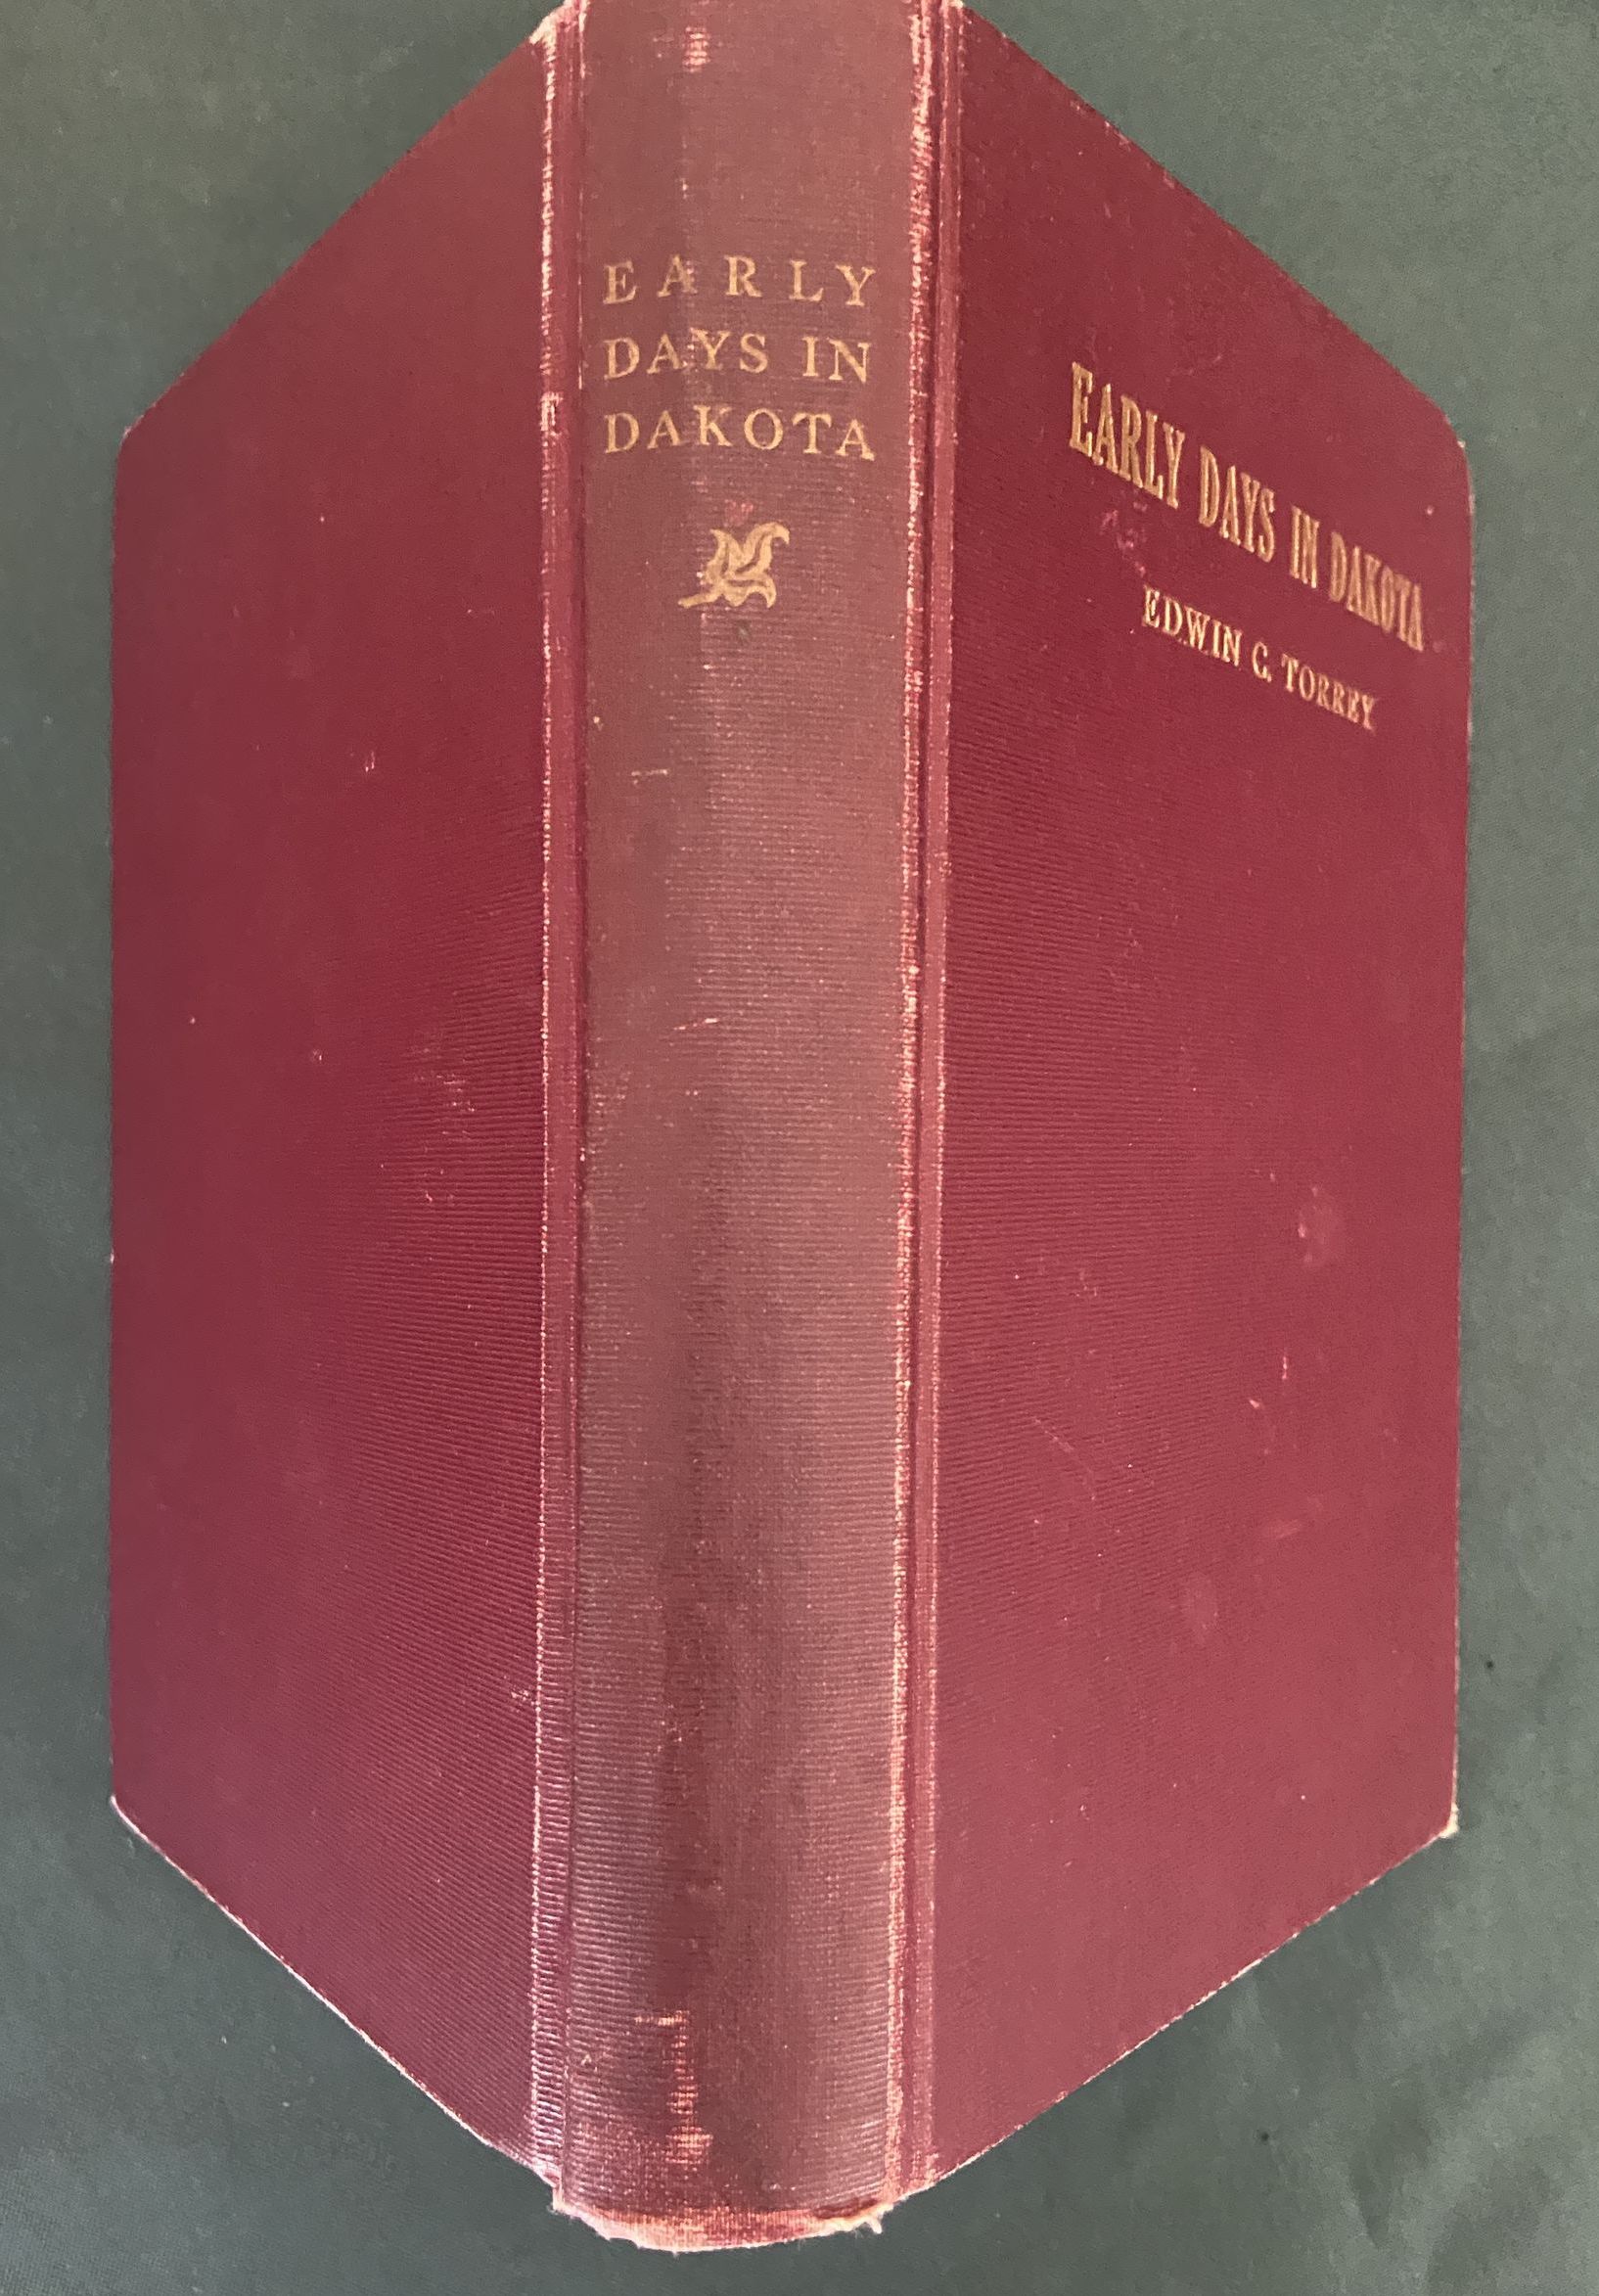 EARLY
DAYS IN
DAKOTA
EARLY DAYS IN DAKOTA
EDWIN C. TORREY